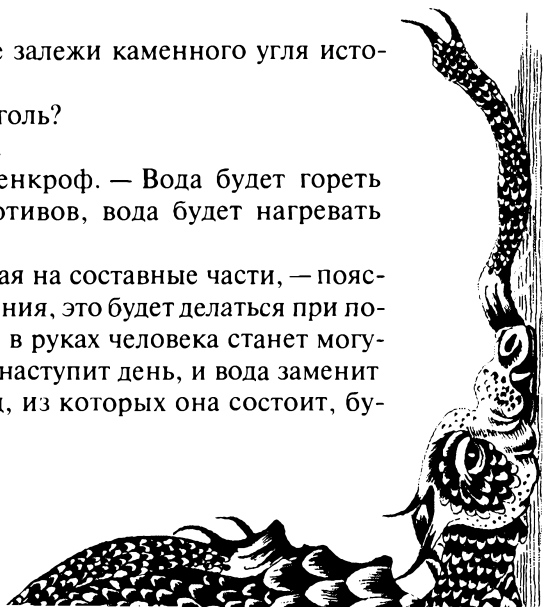 е залежи каменного угля исто-
голь?
енкроф. — Вода будет гореть
отивов, вода будет нагревать
ая на составные части, — пояс-
ния, это будет делаться при по-
в руках человека станет могу-
наступит день, и вода заменит
, из которых она состоит, бу-